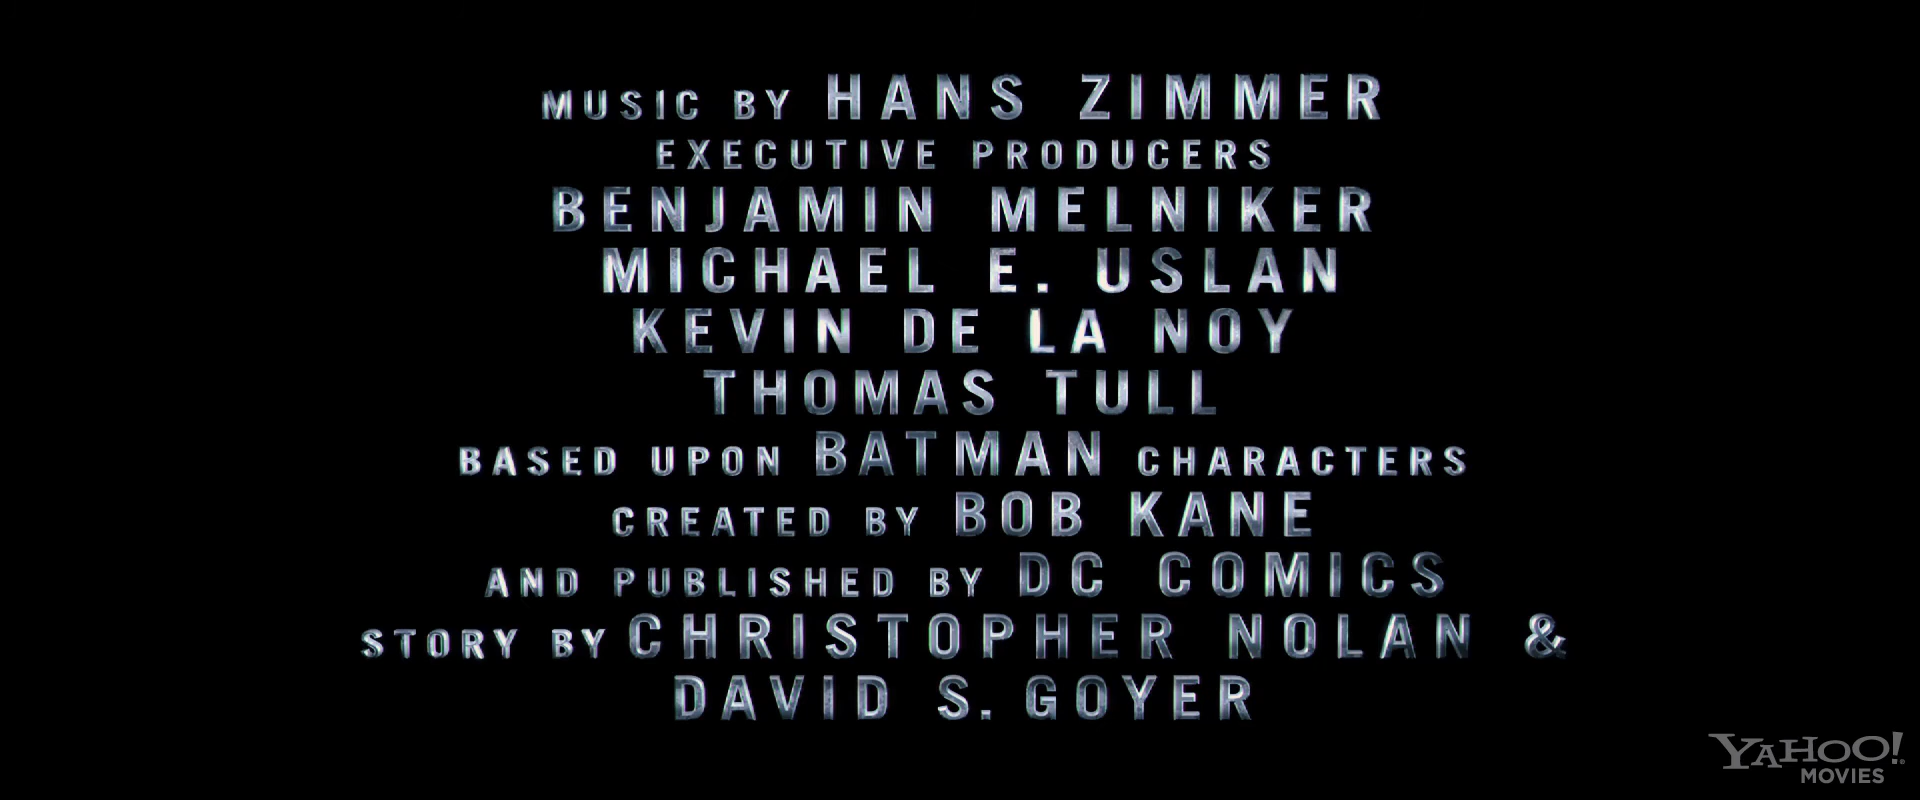 MUSIC BY HANS ZIMMER
EXECUTIVE PRODUCERS
BENJAMIN MELNIKER
MICHAEL E. USLAN
KEVIN DE LA NOY
THOMAS TULL
BASED UPON BATMAN CHARACTERS
CREATED BY BOB KANE
AND PUBLISHED BY DC COMICS
STORY BY CHRISTOPHER NOLAN &
DAVID S. GOYER
YAHOO!
MOVIES